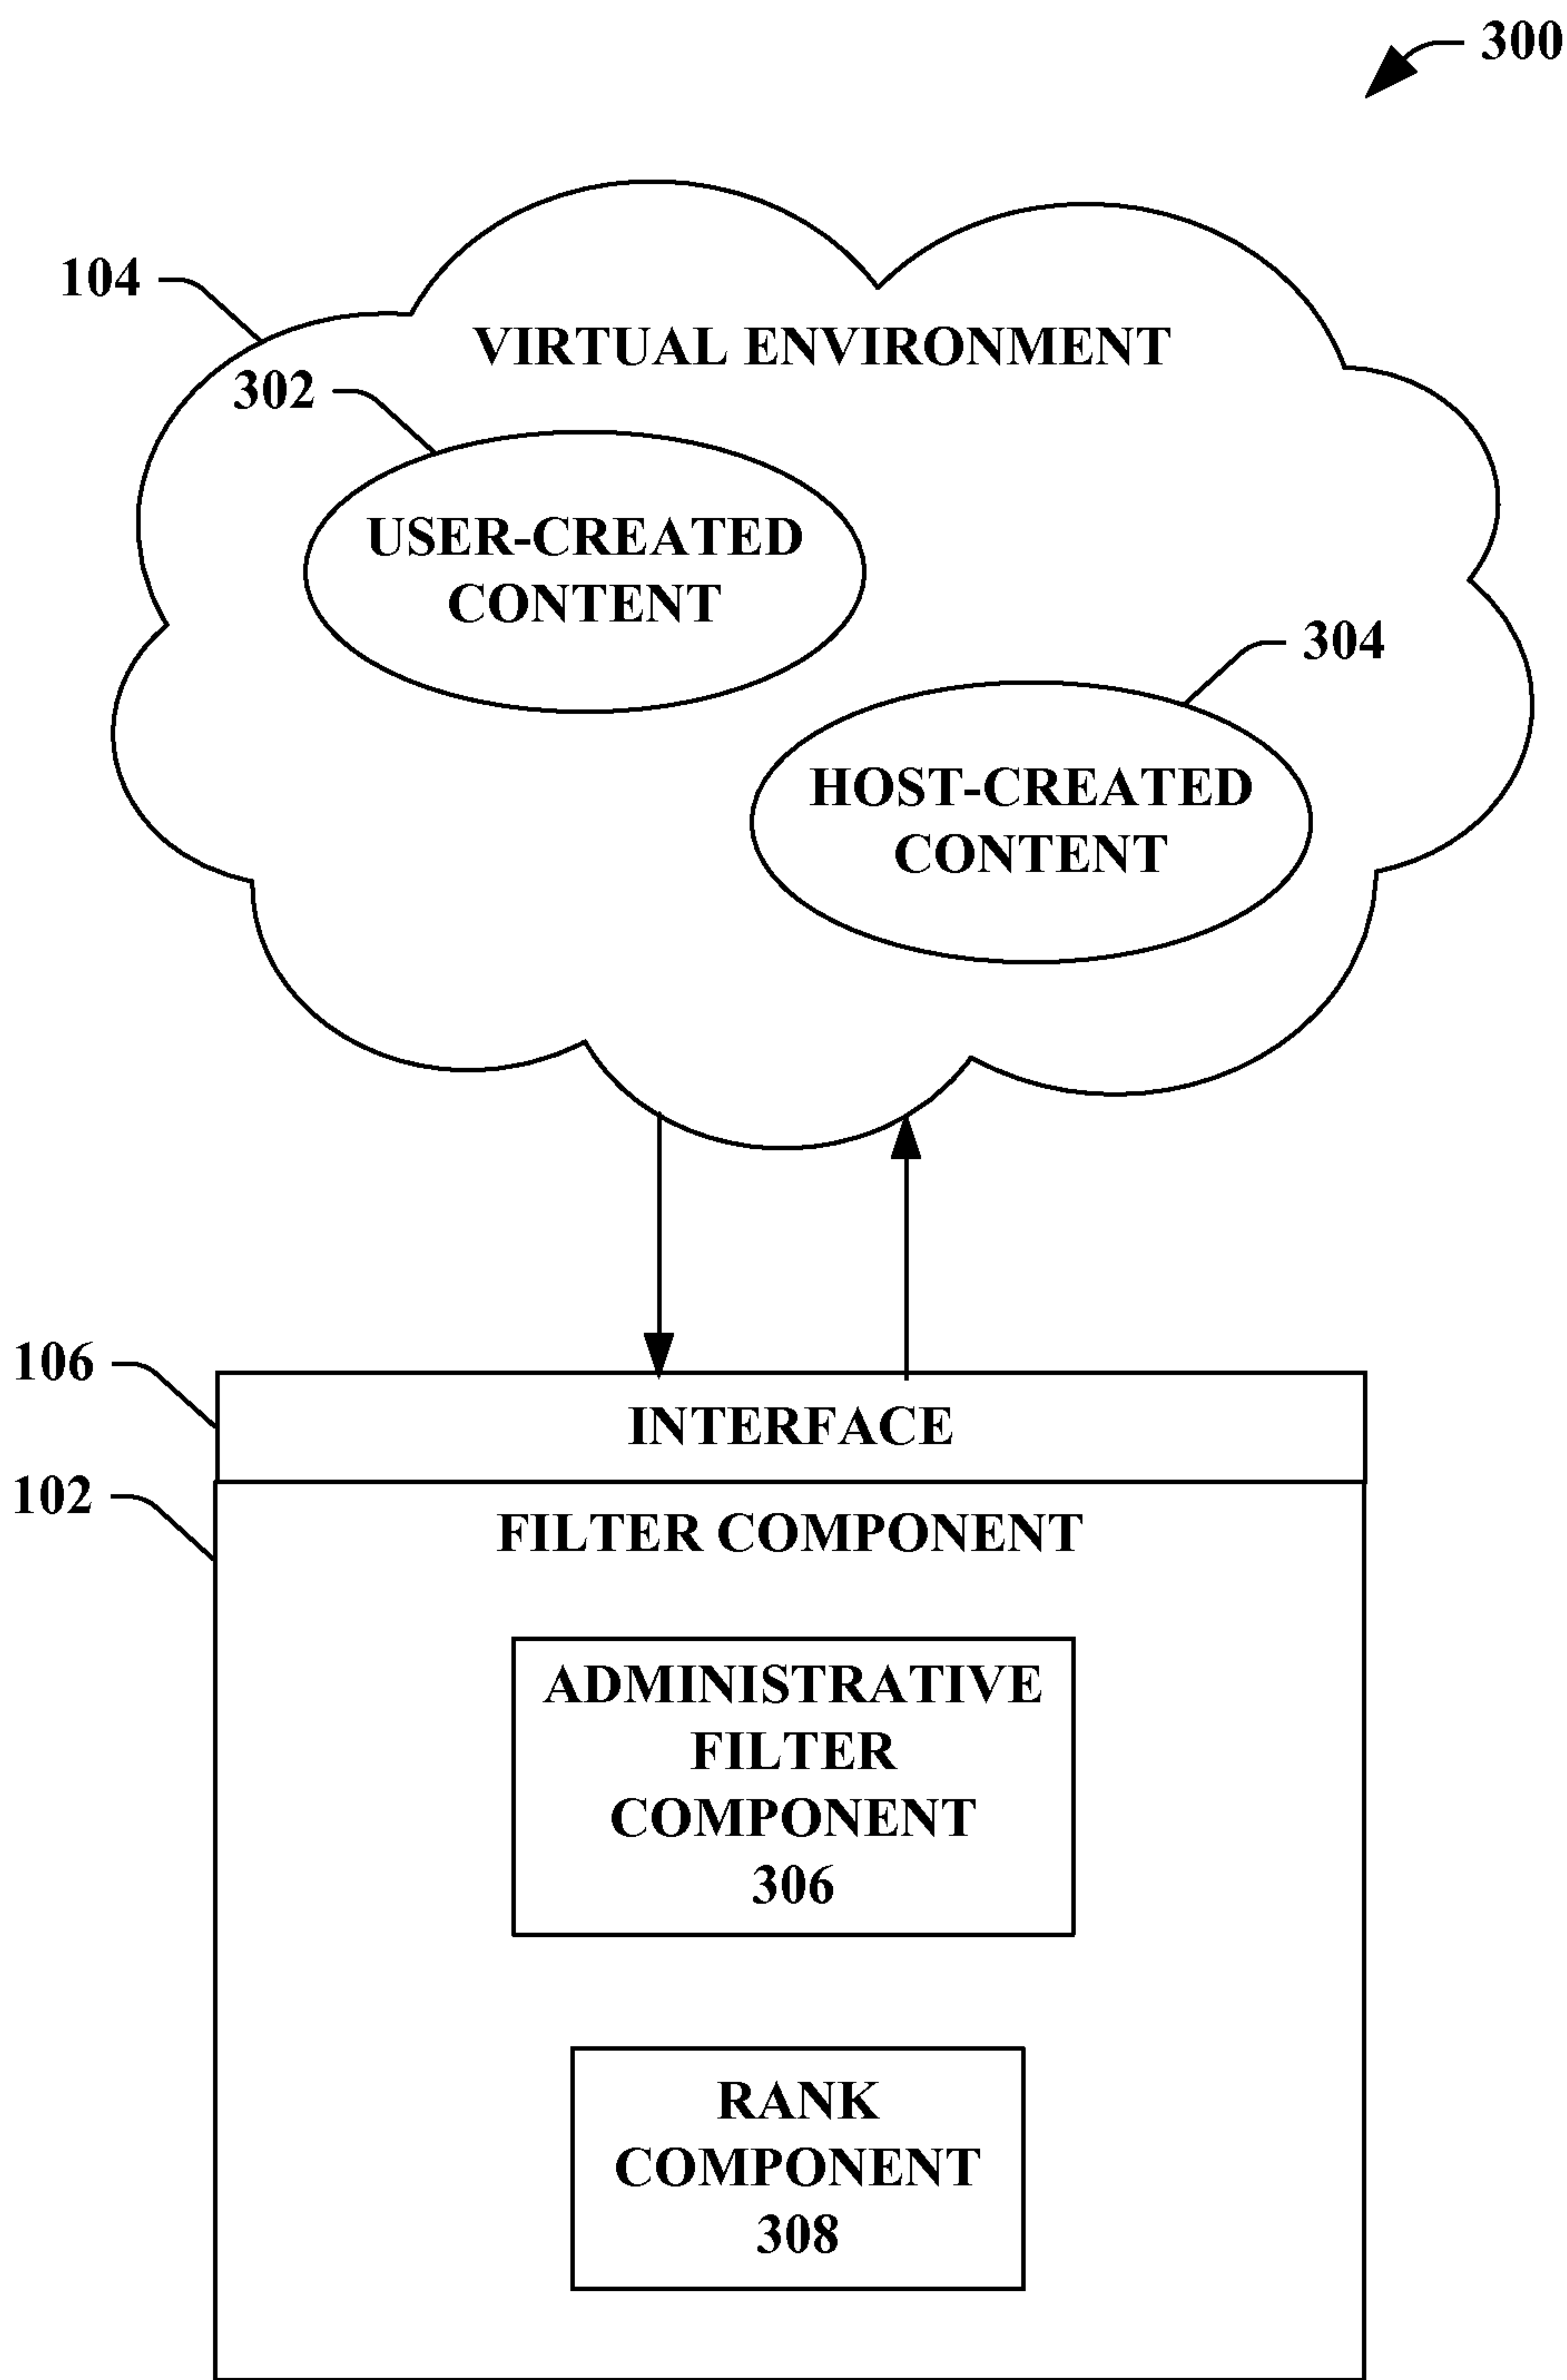 300
104
VIRTUAL ENVIRONMENT
302
USER-CREATED
CONTENT
304
HOST-CREATED
CONTENT
106
INTERFACE
102
FILTER COMPONENT
ADMINISTRATIVE
FILTER
COMPONENT
306
RANK
COMPONENT
308